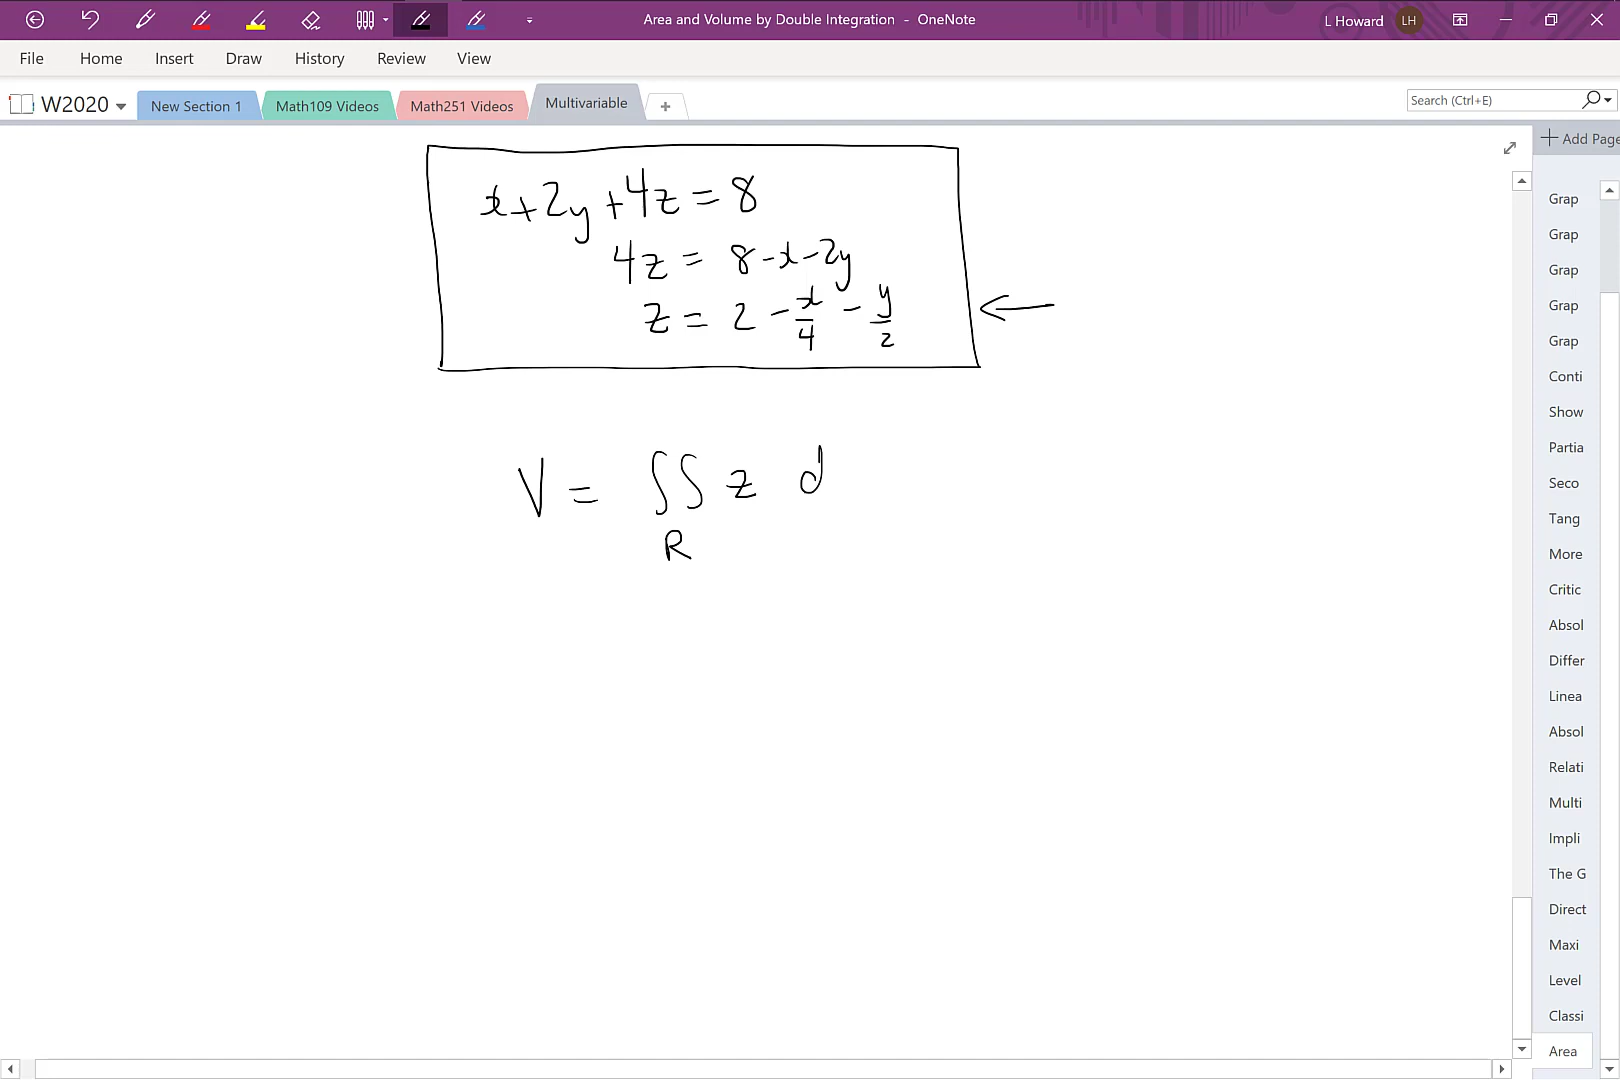 Area and Volume by Double Integration - OneNote
L Howard LH
File Home Insert Draw History Review View
W2020 New Section 1 Math109 Videos Math251 Videos Multivariable +
Search (Ctrl+E)
Add Page
x+2y+4z=8
4z = 8-x-2y
z = 2 - x/4 - y/2
V = ∬ z d
R
Grap
Grap
Grap
Grap
Grap
Conti
Show
Partia
Seco
Tang
More
Critic
Absol
Differ
Linea
Absol
Relati
Multi
Impli
The G
Direct
Maxi
Level
Classi
Area